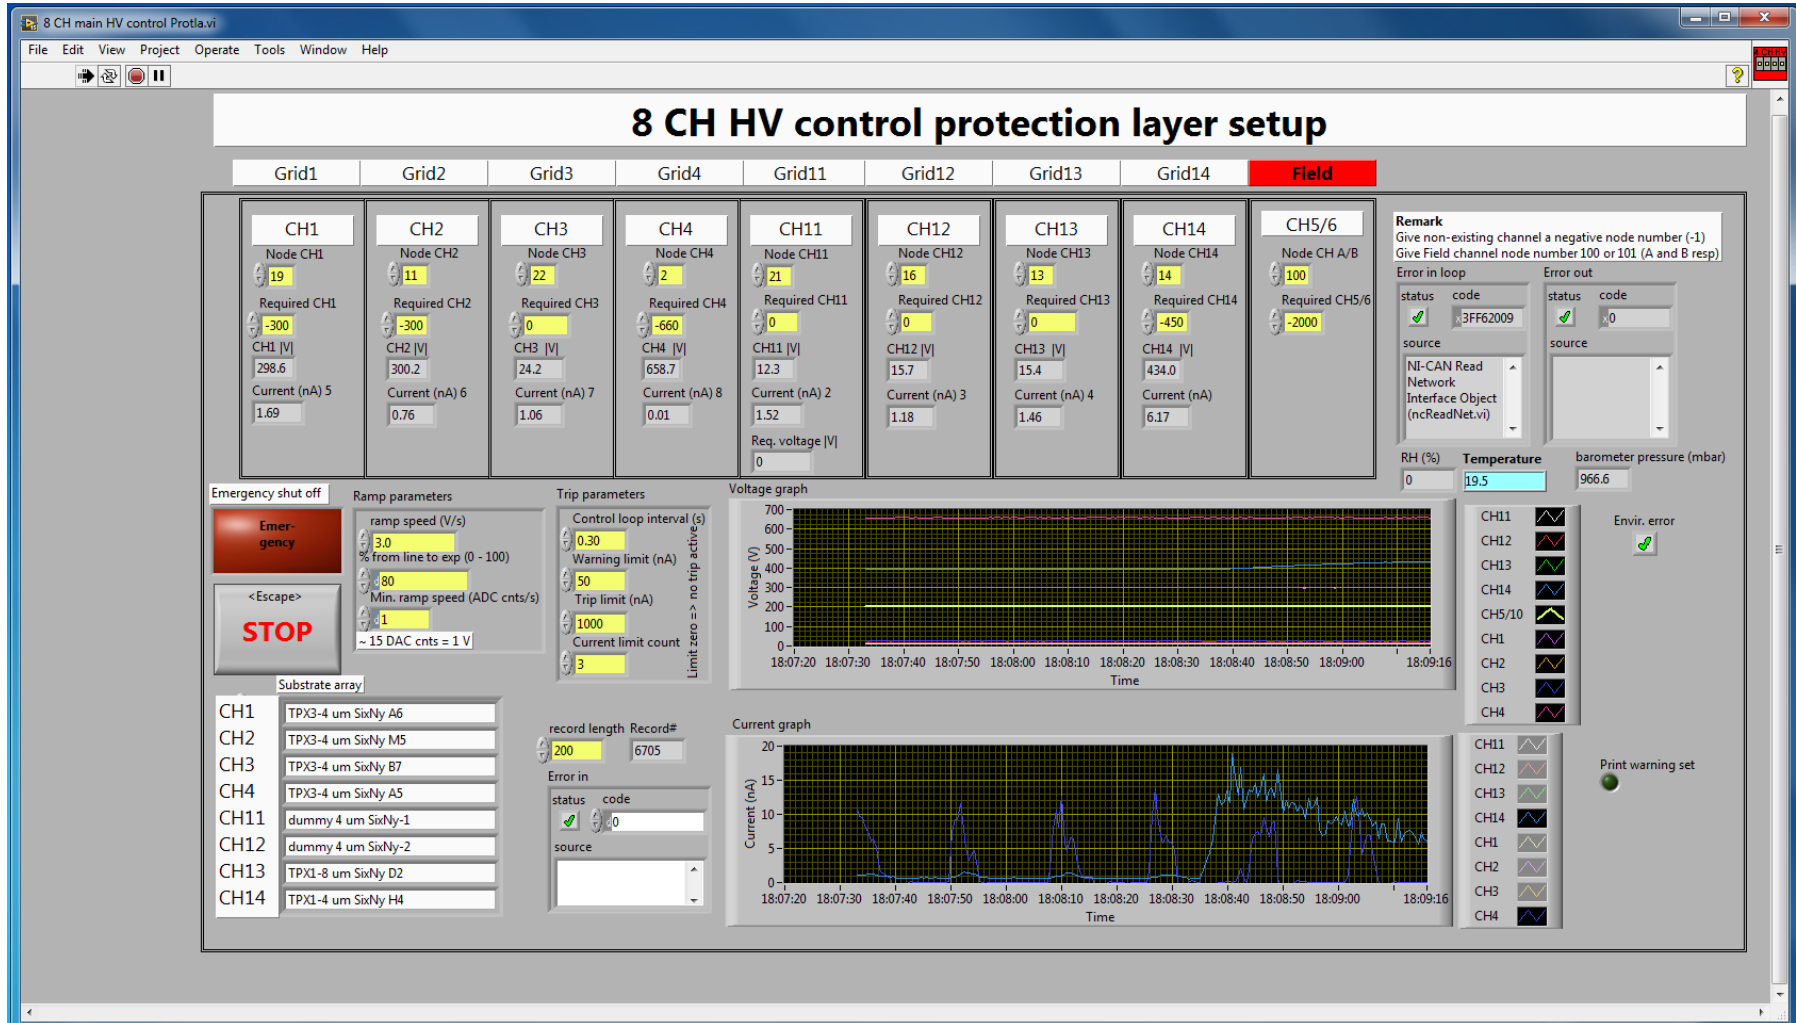 8 CH main HV control Protla.vi
File Edit View Project Operate Tools Window Help
4 CH HV
8 CH HV control protection layer setup
Grid1 Grid2 Grid3 Grid4 Grid11 Grid12 Grid13 Grid14 Field
CH1 CH2 CH3 CH4 CH11 CH12 CH13 CH14 CH5/6
Node CH1 Node CH2 Node CH3 Node CH4 Node CH11 Node CH12 Node CH13 Node CH14 Node CH A/B
19 11 22 2 21 16 13 14 100
Required CH1 Required CH2 Required CH3 Required CH4 Required CH11 Required CH12 Required CH13 Required CH14 Required CH5/6
-300 -300 0 -660 0 0 0 -450 -2000
CH1 |V| CH2 |V| CH3 |V| CH4 |V| CH11 |V| CH12 |V| CH13 |V| CH14 |V|
298.6 300.2 24.2 658.7 12.3 15.7 15.4 434.0
Current (nA) 5 Current (nA) 6 Current (nA) 7 Current (nA) 8 Current (nA) 2 Current (nA) 3 Current (nA) 4 Current (nA)
1.69 0.76 1.06 0.01 1.52 1.18 1.46 6.17
Req. voltage |V|
0
Remark
Give non-existing channel a negative node number (-1)
Give Field channel node number 100 or 101 (A and B resp)
Error in loop Error out
status code status code
x3FF62009 x0
source source
NI-CAN Read
Network
Interface Object
(ncReadNet.vi)
RH (%) Temperature barometer pressure (mbar)
0 19.5 966.6
Emergency shut off
Emer-
gency
<Escape>
STOP
Ramp parameters
ramp speed (V/s)
3.0
% from line to exp (0 - 100)
d80
Min. ramp speed (ADC cnts/s)
d1
~ 15 DAC cnts = 1 V
Trip parameters
Control loop interval (s)
0.30
Warning limit (nA)
50
Trip limit (nA)
1000
Current limit count
3
Limit zero = > no trip active
Voltage graph
700
600
500
400
300
200
100
0
Voltage (V)
18:07:20 18:07:30 18:07:40 18:07:50 18:08:00 18:08:10 18:08:20 18:08:30 18:08:40 18:08:50 18:09:00 18:09:16
Time
CH11
CH12
CH13
CH14
CH5/10
CH1
CH2
CH3
CH4
Envir. error
Substrate array
CH1 TPX3-4 um SixNy A6
CH2 TPX3-4 um SixNy M5
CH3 TPX3-4 um SixNy B7
CH4 TPX3-4 um SixNy A5
CH11 dummy 4 um SixNy-1
CH12 dummy 4 um SixNy-2
CH13 TPX1-8 um SixNy D2
CH14 TPX1-4 um SixNy H4
record length Record#
200 6705
Error in
status code
d0
source
Current graph
20
15
10
5
0
Current (nA)
18:07:20 18:07:30 18:07:40 18:07:50 18:08:00 18:08:10 18:08:20 18:08:30 18:08:40 18:08:50 18:09:00 18:09:16
Time
CH11
CH12
CH13
CH14
CH1
CH2
CH3
CH4
Print warning set